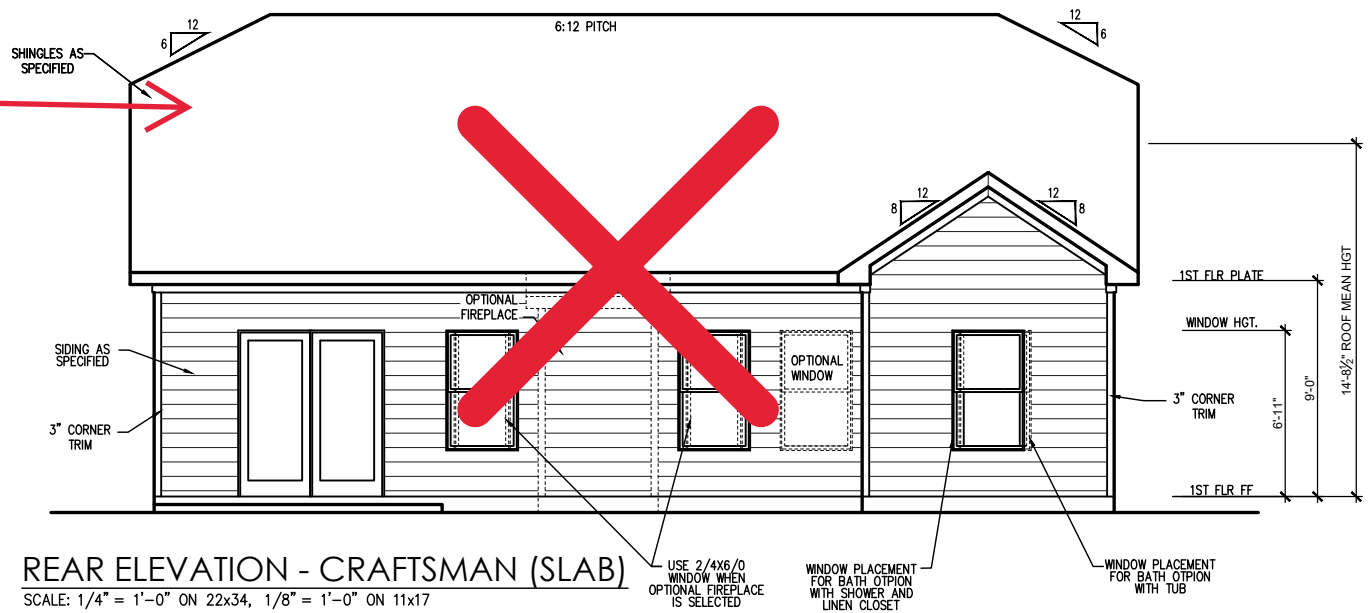 12
6
6:12 PITCH
12
6
SHINGLES AS
SPECIFIED
12
8
12
8
1ST FLR PLATE
OPTIONAL
FIREPLACE
WINDOW HGT.
SIDING AS
SPECIFIED
OPTIONAL
WINDOW
14'-8½" ROOF MEAN HGT
9'-0"
6'-11"
3" CORNER
TRIM
3" CORNER
TRIM
1ST FLR FF
REAR ELEVATION - CRAFTSMAN (SLAB)
SCALE: 1/4" = 1'-0" ON 22x34, 1/8" = 1'-0" ON 11x17
USE 2/4X6/0
WINDOW WHEN
OPTIONAL FIREPLACE
IS SELECTED
WINDOW PLACEMENT
FOR BATH OTPION
WITH SHOWER AND
LINEN CLOSET
WINDOW PLACEMENT
FOR BATH OTPION
WITH TUB